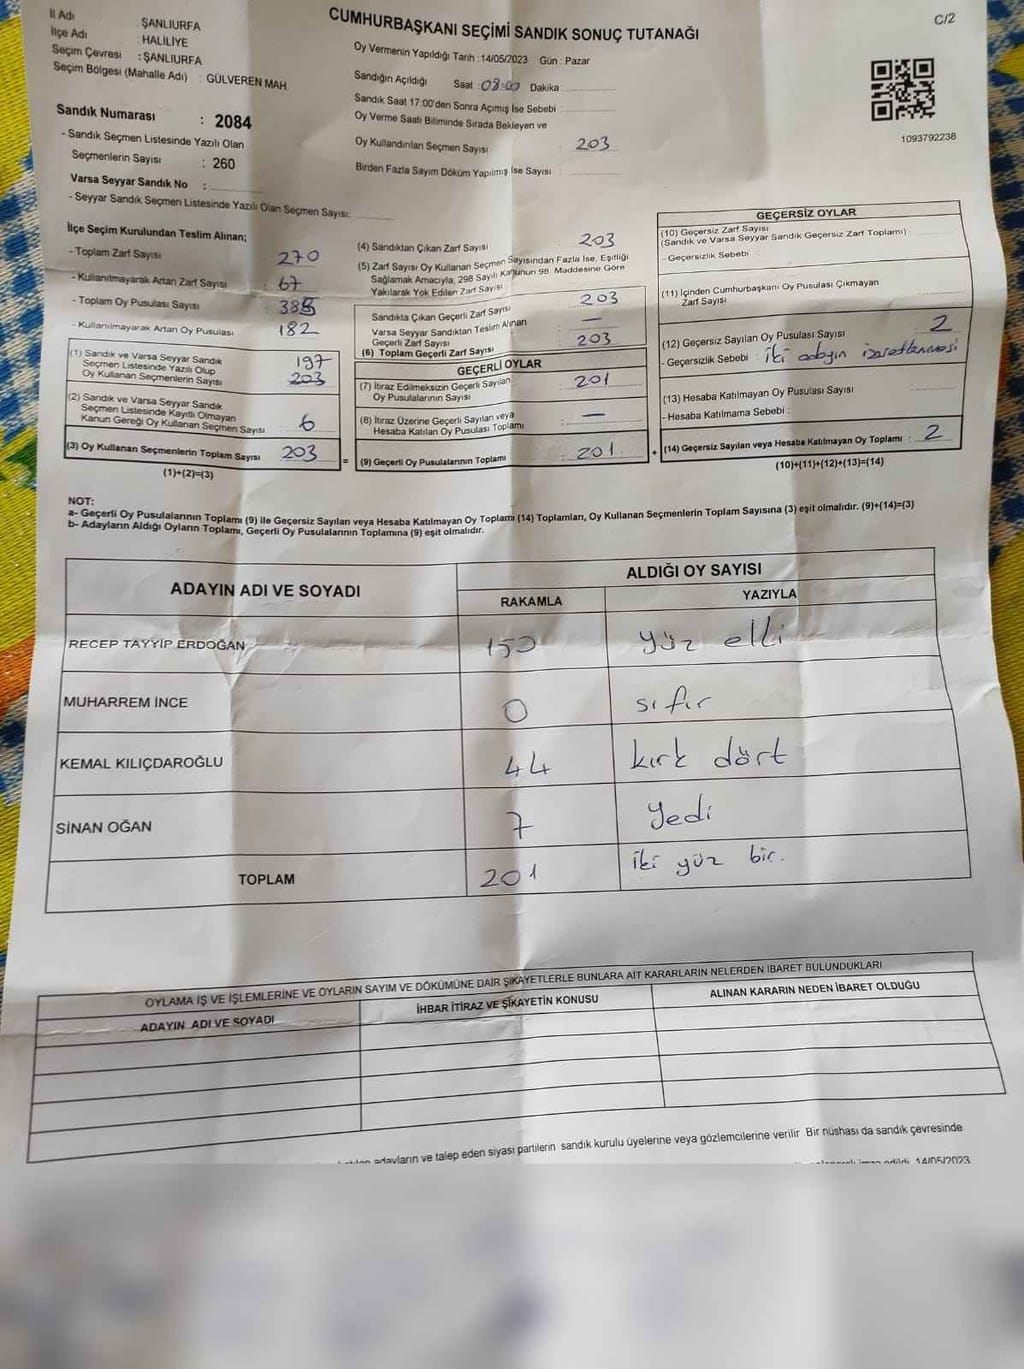 CUMHURBAŞKANI SEÇİMİ SANDIK SONUÇ TUTANAĞI
C/2
İl Adı : ŞANLIURFA
İlçe Adı : HALİLİYE
Seçim Çevresi : ŞANLIURFA
Seçim Bölgesi (Mahalle Adı) : GÜLVEREN MAH.
Sandık Numarası : 2084
- Sandık Seçmen Listesinde Yazılı Olan
Seçmenlerin Sayısı : 260
Varsa Seyyar Sandık No :
- Seyyar Sandık Seçmen Listesinde Yazılı Olan Seçmen Sayısı:
Oy Vermenin Yapıldığı Tarih :14/05/2023 Gün : Pazar
Sandığın Açıldığı Saat :08:00 Dakika :
Sandık Saat 17:00'den Sonra Açımış İse Sebebi :
Oy Verme Saati Bitiminde Sırada Bekleyen ve
Oy Kullandırılan Seçmen Sayısı : 203
Birden Fazla Sayım Döküm Yapılmış İse Sayısı :
1093792238
İlçe Seçim Kurulundan Teslim Alınan;
- Toplam Zarf Sayısı : 270
- Kullanılmayarak Artan Zarf Sayısı : 67
- Toplam Oy Pusulası Sayısı : 385
- Kullanılmayarak Artan Oy Pusulası : 182
(1) Sandık ve Varsa Seyyar Sandık
Seçmen Listesinde Yazılı Olup
Oy Kullanan Seçmenlerin Sayısı 197 203
(2) Sandık ve Varsa Seyyar Sandık
Seçmen Listesinde Kayıtlı Olmayan
Kanun Gereği Oy Kullanan Seçmen Sayısı : 6
(3) Oy Kullanan Seçmenlerin Toplam Sayısı : 203
(1)+(2)=(3)
(4) Sandıktan Çıkan Zarf Sayısı 203
(5) Zarf Sayısı Oy Kullanan Seçmen Sayısından Fazla İse, Eşitliği
Sağlamak Amacıyla, 298 Sayılı Kanunun 98. Maddesine Göre
Yakılarak Yok Edilen Zarf Sayısı :
Sandıkta Çıkan Geçerli Zarf Sayısı : 203
Varsa Seyyar Sandıktan Teslim Alınan
Geçerli Zarf Sayısı : —
(6) Toplam Geçerli Zarf Sayısı : 203
GEÇERLİ OYLAR
(7) İtiraz Edilmeksizin Geçerli Sayılan
Oy Pusulalarının Sayısı : 201
(8) İtiraz Üzerine Geçerli Sayılan veya
Hesaba Katılan Oy Pusulası Toplamı : —
= (9) Geçerli Oy Pusulalarının Toplamı : 201
GEÇERSİZ OYLAR
(10) Geçersiz Zarf Sayısı
(Sandık ve Varsa Seyyar Sandık Geçersiz Zarf Toplamı)
- Geçersizlik Sebebi :
(11) İçinden Cumhurbaşkanı Oy Pusulası Çıkmayan
Zarf Sayısı
(12) Geçersiz Sayılan Oy Pusulası Sayısı : 2
- Geçersizlik Sebebi : iki adayın işaretlenmesi
(13) Hesaba Katılmayan Oy Pusulası Sayısı
- Hesaba Katılmama Sebebi :
+ (14) Geçersiz Sayılan veya Hesaba Katılmayan Oy Toplamı : 2
(10)+(11)+(12)+(13)=(14)
NOT:
a- Geçerli Oy Pusulalarının Toplamı (9) ile Geçersiz Sayılan veya Hesaba Katılmayan Oy Toplamı (14) Toplamları, Oy Kullanan Seçmenlerin Toplam Sayısına (3) eşit olmalıdır. (9)+(14)=(3)
b- Adayların Aldığı Oyların Toplamı, Geçerli Oy Pusulalarının Toplamına (9) eşit olmalıdır.
ADAYIN ADI VE SOYADI
ALDIĞI OY SAYISI
RAKAMLA YAZIYLA
RECEP TAYYİP ERDOĞAN 150 yüz elli
MUHARREM İNCE 0 sıfır
KEMAL KILIÇDAROĞLU 44 kırk dört
SİNAN OĞAN 7 yedi
TOPLAM 201 iki yüz bir.
OYLAMA İŞ VE İŞLEMLERİNE VE OYLARIN SAYIM VE DÖKÜMÜNE DAİR ŞİKAYETLERLE BUNLARA AİT KARARLARIN NELERDEN İBARET BULUNDUKLARI
ADAYIN ADI VE SOYADI İHBAR İTİRAZ VE ŞİKAYETİN KONUSU ALINAN KARARIN NEDEN İBARET OLDUĞU
adayların ve talep eden siyasi partilerin sandık kurulu üyelerine veya gözlemcilerine verilir Bir nüshası da sandık çevresinde
imza edildi. 14/05/2023